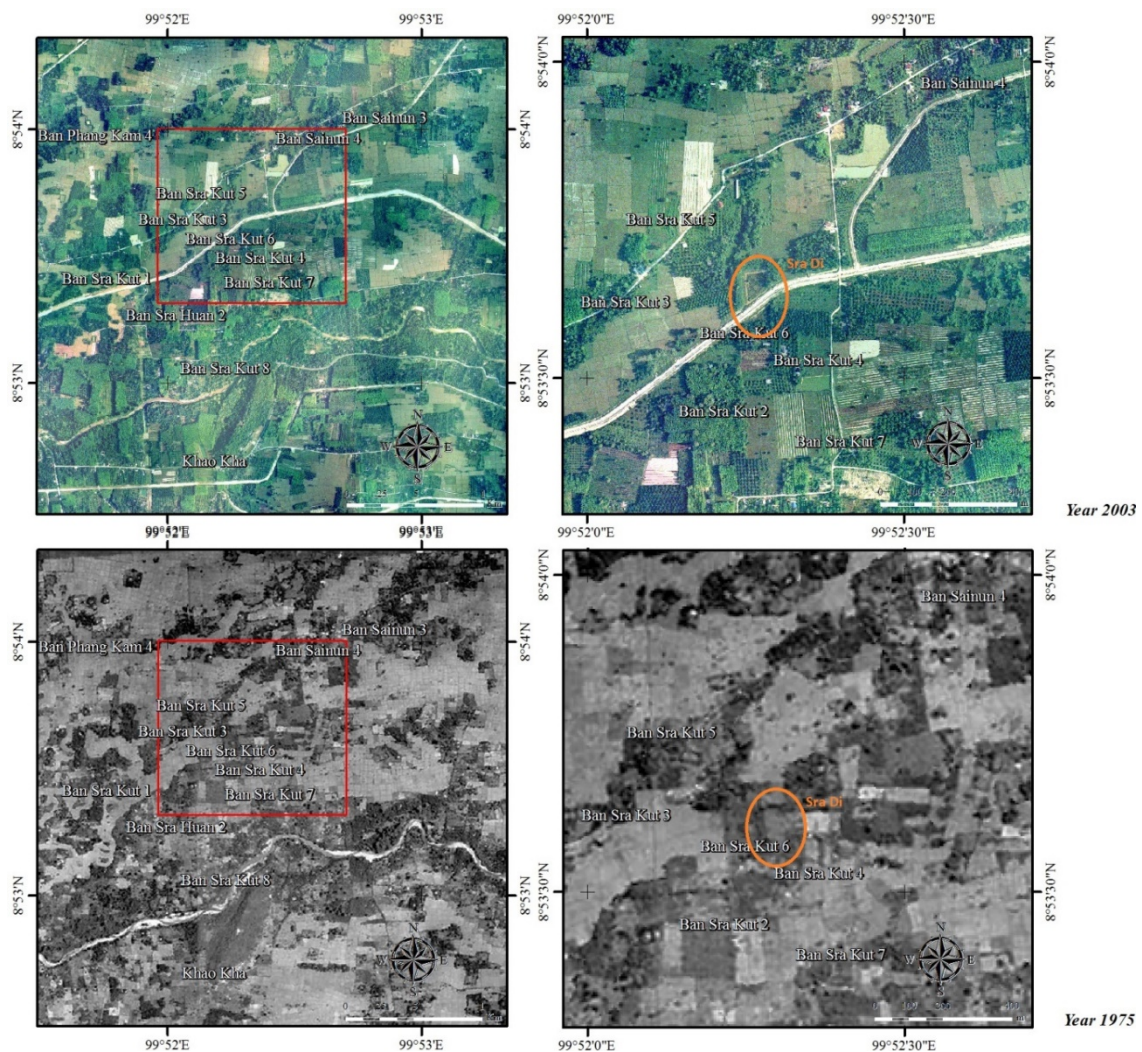 99°52'E
99°53'E
8°54'N
8°53'N
Ban Phang Kam 4
Ban Sainun 3
Ban Sainun 4
Ban Sra Kut 5
Ban Sra Kut 3
Ban Sra Kut 6
Ban Sra Kut 4
Ban Sra Kut 1
Ban Sra Kut 7
Ban Sra Huan 2
Ban Sra Kut 8
Khao Kha
N
W
E
S
8°54'N
8°53'N
99°52'E
99°53'E
99°52'0"E
99°52'30"E
8°54'0"N
8°53'30"N
Ban Sainun 4
Ban Sra Kut 5
Sra Di
Ban Sra Kut 3
Ban Sra Kut 6
Ban Sra Kut 4
Ban Sra Kut 2
Ban Sra Kut 7
N
W
E
S
8°54'0"N
8°53'30"N
99°52'0"E
99°52'30"E
Year 2003
8°54'N
8°53'N
Ban Phang Kam 4
Ban Sainun 3
Ban Sainun 4
Ban Sra Kut 5
Ban Sra Kut 3
Ban Sra Kut 6
Ban Sra Kut 4
Ban Sra Kut 1
Ban Sra Kut 7
Ban Sra Huan 2
Ban Sra Kut 8
Khao Kha
N
W
E
S
8°54'N
8°53'N
99°52'E
99°53'E
8°54'0"N
8°53'30"N
Ban Sainun 4
Ban Sra Kut 5
Sra Di
Ban Sra Kut 3
Ban Sra Kut 6
Ban Sra Kut 4
Ban Sra Kut 2
Ban Sra Kut 7
N
W
E
S
8°54'0"N
8°53'30"N
99°52'0"E
99°52'30"E
Year 1975